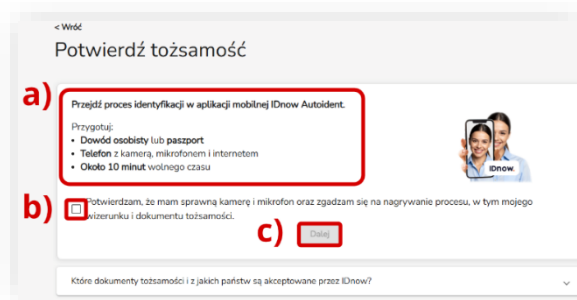 < Wróć
Potwierdź tożsamość
a)
Przejdź proces identyfikacji w aplikacji mobilnej IDnow Autoident.
Przygotuj:
• Dowód osobisty lub paszport
• Telefon z kamerą, mikrofonem i internetem
• Około 10 minut wolnego czasu
IDnow.
b)
Potwierdzam, że mam sprawną kamerę i mikrofon oraz zgadzam się na nagrywanie procesu, w tym mojego
wizerunku i dokumentu tożsamości.
c)
Dalej
Które dokumenty tożsamości i z jakich państw są akceptowane przez IDnow?